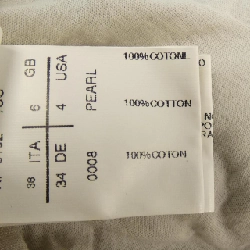 38 ITA 6 GB
34 DE 4 USA
0008 PEARL
100%COTONE
100%COTTON
100%COTON